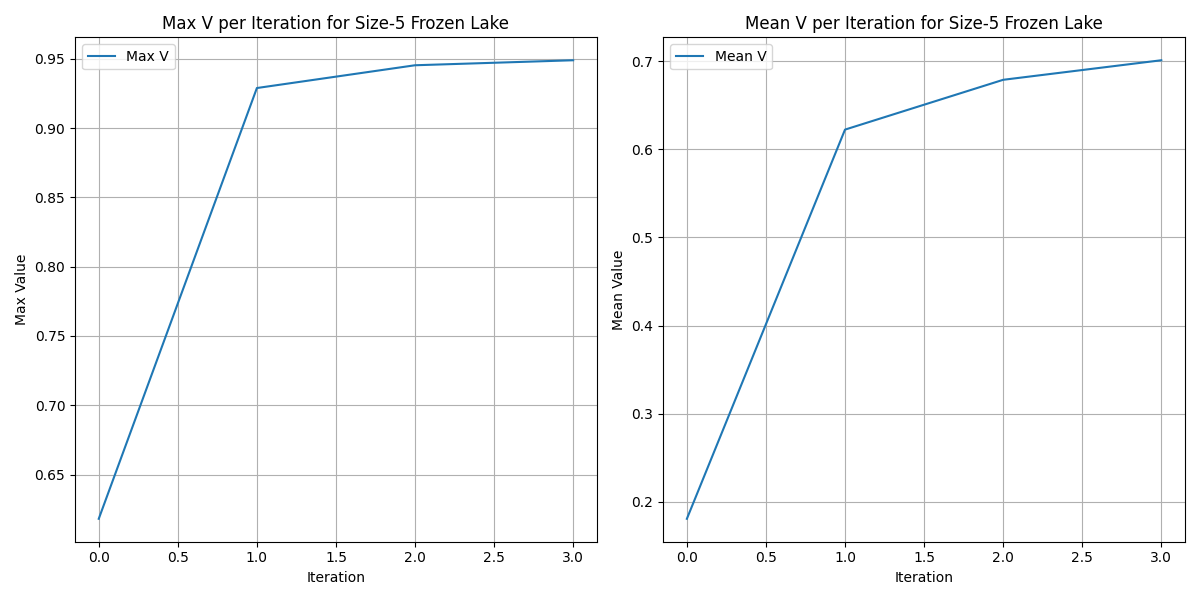 Max V per Iteration for Size-5 Frozen Lake
Max V
0.95
0.90
0.85
0.80
0.75
0.70
0.65
Max Value
0.0 0.5 1.0 1.5 2.0 2.5 3.0
Iteration
Mean V per Iteration for Size-5 Frozen Lake
Mean V
0.7
0.6
0.5
0.4
0.3
0.2
Mean Value
0.0 0.5 1.0 1.5 2.0 2.5 3.0
Iteration